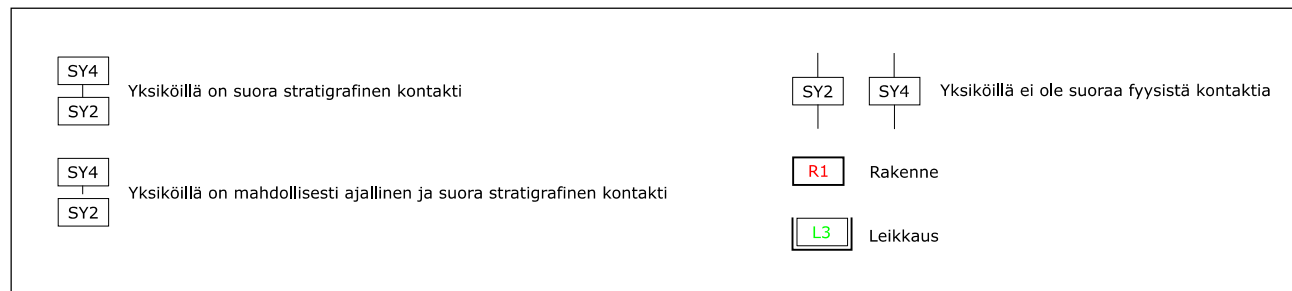 SY4
SY2
Yksiköillä on suora stratigrafinen kontakti
SY4
SY2
Yksiköillä on mahdollisesti ajallinen ja suora stratigrafinen kontakti
SY2 SY4 Yksiköillä ei ole suoraa fyysistä kontaktia
R1 Rakenne
L3 Leikkaus